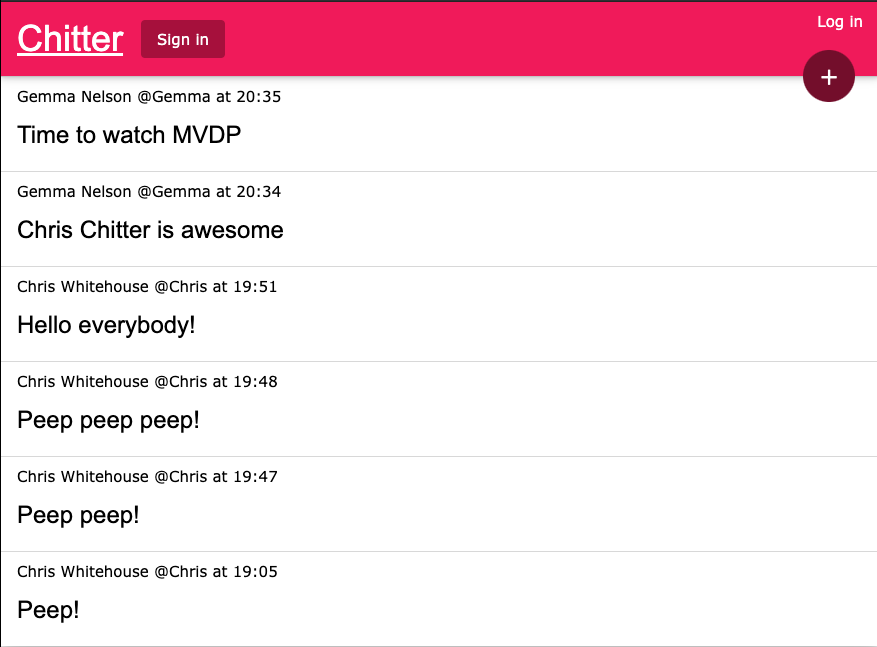 Chitter
Sign in
Log in
+
Gemma Nelson @Gemma at 20:35
Time to watch MVDP
Gemma Nelson @Gemma at 20:34
Chris Chitter is awesome
Chris Whitehouse @Chris at 19:51
Hello everybody!
Chris Whitehouse @Chris at 19:48
Peep peep peep!
Chris Whitehouse @Chris at 19:47
Peep peep!
Chris Whitehouse @Chris at 19:05
Peep!